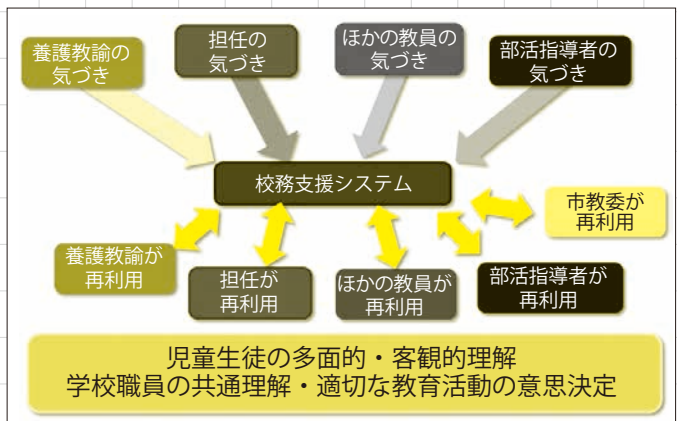 養護教諭の
気づき
担任の
気づき
ほかの教員の
気づき
部活指導者の
気づき
校務支援システム
市教委が
再利用
養護教諭が
再利用
担任が
再利用
ほかの教員が
再利用
部活指導者が
再利用
児童生徒の多面的・客観的理解
学校職員の共通理解・適切な教育活動の意思決定